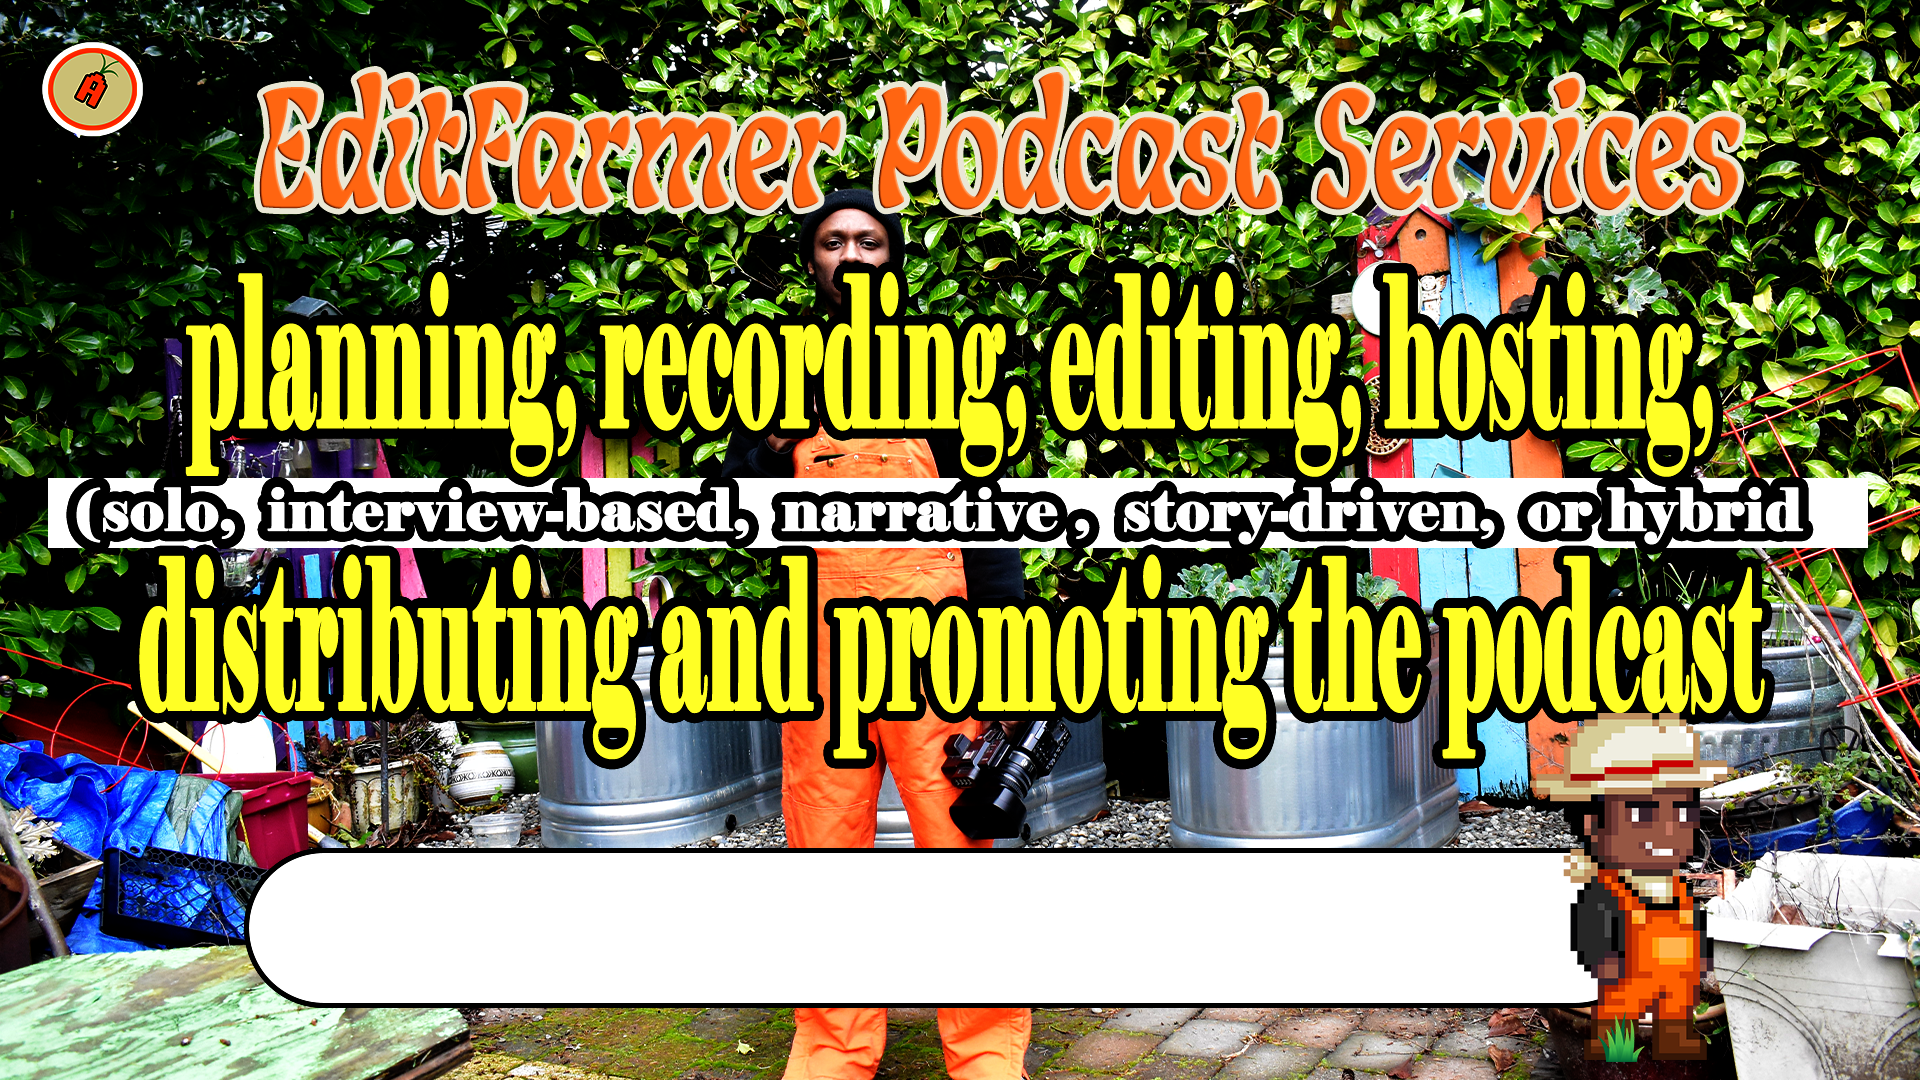 A
EditFarmer Podcast Services
planning, recording, editing, hosting,
(solo, interview-based, narrative, story-driven, or hybrid
distributing and promoting the podcast